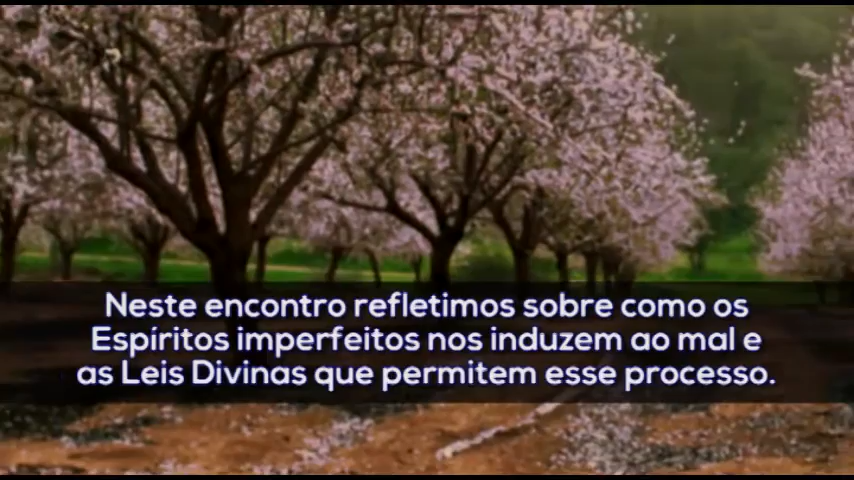 Neste encontro refletimos sobre como os
Espíritos imperfeitos nos induzem ao mal e
as Leis Divinas que permitem esse processo.